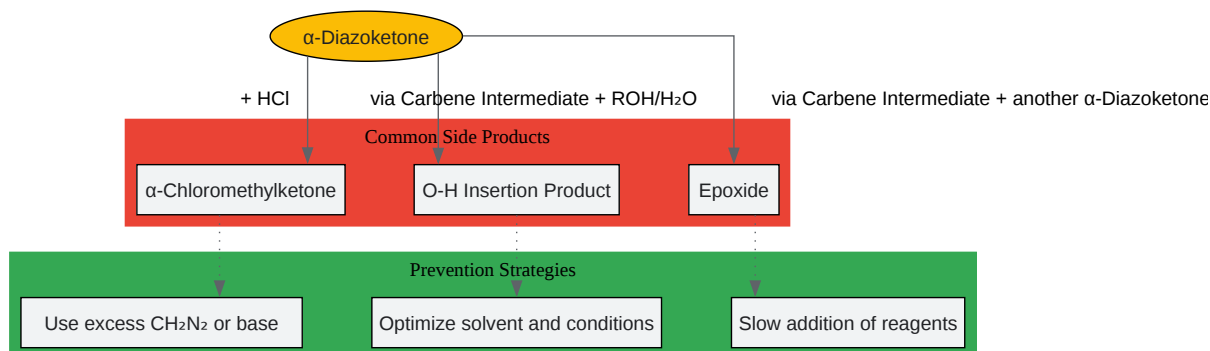 α-Diazoketone
+ HCl
via Carbene Intermediate + ROH/H₂O
via Carbene Intermediate + another α-Diazoketone
Common Side Products
α-Chloromethylketone
O-H Insertion Product
Epoxide
Prevention Strategies
Use excess CH₂N₂ or base
Optimize solvent and conditions
Slow addition of reagents